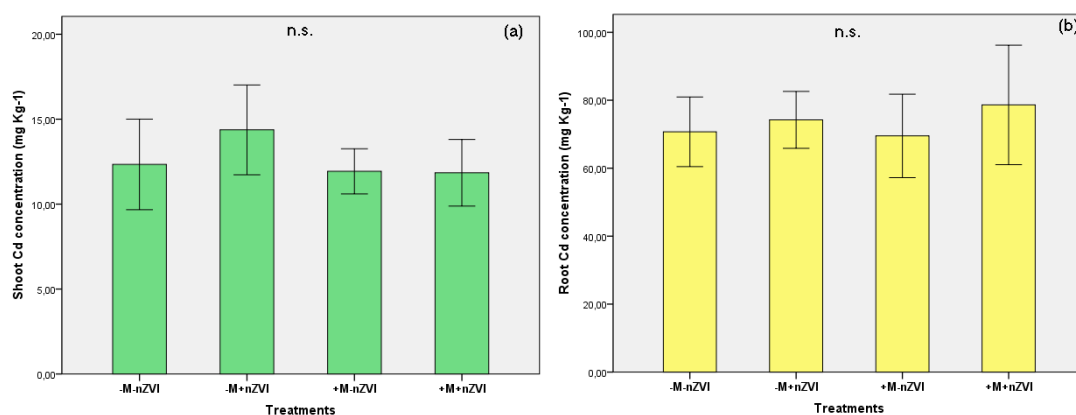 (a)
n.s.
Shoot Cd concentration (mg Kg-1)
20,00
15,00
10,00
5,00
0,00
-M-nZVI -M+nZVI +M-nZVI +M+nZVI
Treatments
(b)
n.s.
Root Cd concentration (mg Kg-1)
100,00
80,00
60,00
40,00
20,00
0,00
-M-nZVI -M+nZVI +M-nZVI +M+nZVI
Treatments